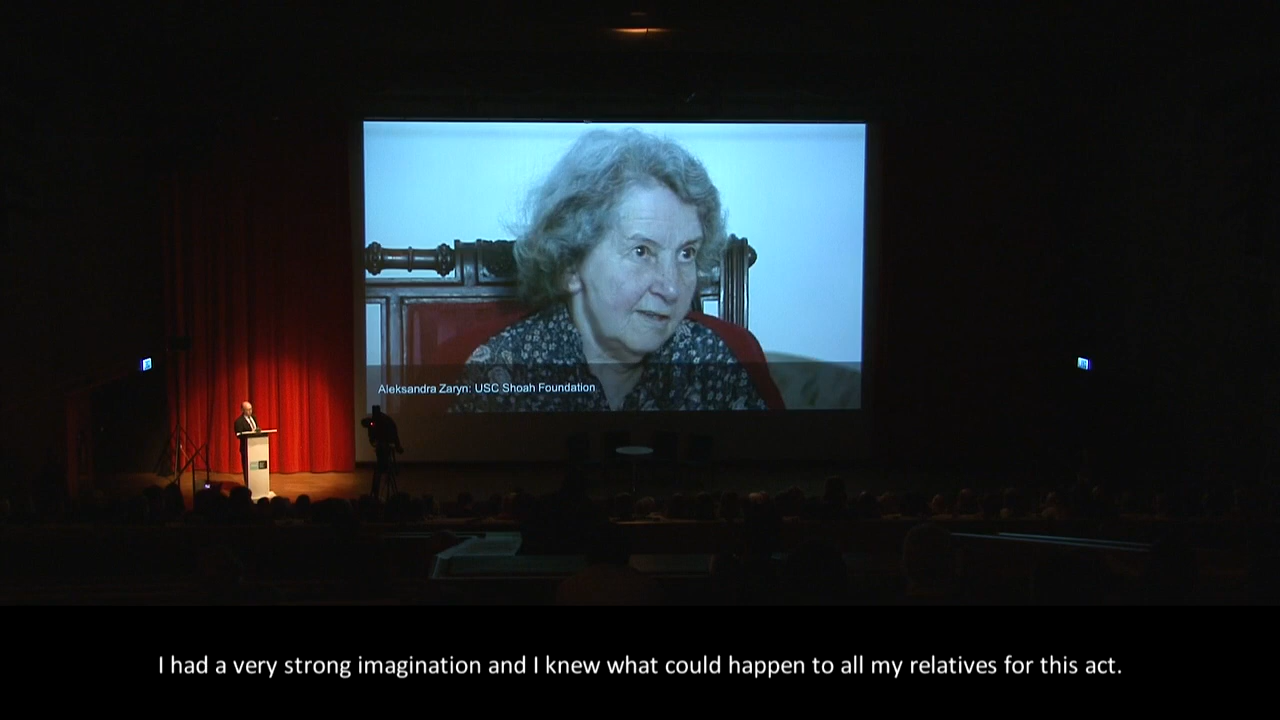 Aleksandra Zaryn: USC Shoah Foundation
I had a very strong imagination and I knew what could happen to all my relatives for this act.